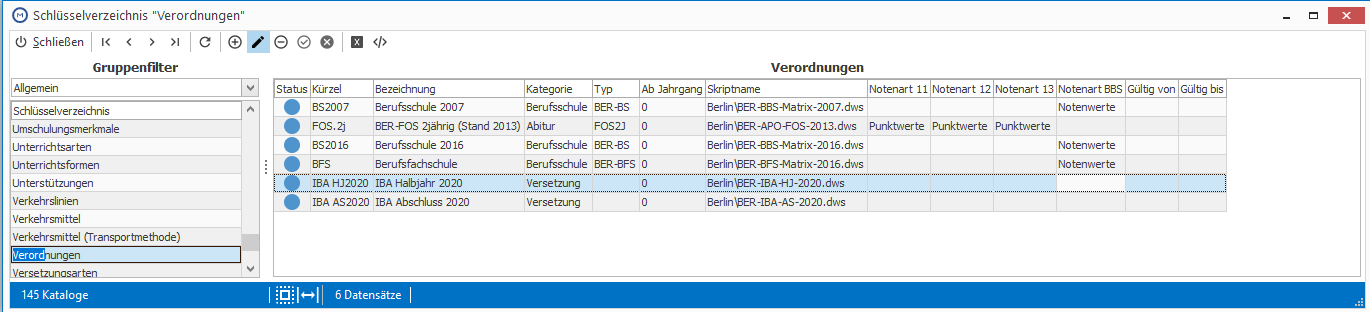 M Schlüsselverzeichnis "Verordnungen"
Schließen X </>
Gruppenfilter
Allgemein
Schlüsselverzeichnis
Umschulungsmerkmale
Unterrichtsarten
Unterrichtsformen
Unterstützungen
Verkehrslinien
Verkehrsmittel
Verkehrsmittel (Transportmethode)
Verordnungen
Versetzungsarten
Verordnungen
Status Kürzel Bezeichnung Kategorie Typ Ab Jahrgang Skriptname Notenart 11 Notenart 12 Notenart 13 Notenart BBS Gültig von Gültig bis
BS2007 Berufsschule 2007 Berufsschule BER-BS 0 Berlin\BER-BBS-Matrix-2007.dws Notenwerte
FOS.2j BER-FOS 2jährig (Stand 2013) Abitur FOS2J 0 Berlin\BER-APO-FOS-2013.dws Punktwerte Punktwerte Punktwerte
BS2016 Berufsschule 2016 Berufsschule BER-BS 0 Berlin\BER-BBS-Matrix-2016.dws Notenwerte
BFS Berufsfachschule Berufsschule BER-BFS 0 Berlin\BER-BFS-Matrix-2016.dws Notenwerte
IBA HJ2020 IBA Halbjahr 2020 Versetzung 0 Berlin\BER-IBA-HJ-2020.dws
IBA AS2020 IBA Abschluss 2020 Versetzung 0 Berlin\BER-IBA-AS-2020.dws
145 Kataloge 6 Datensätze